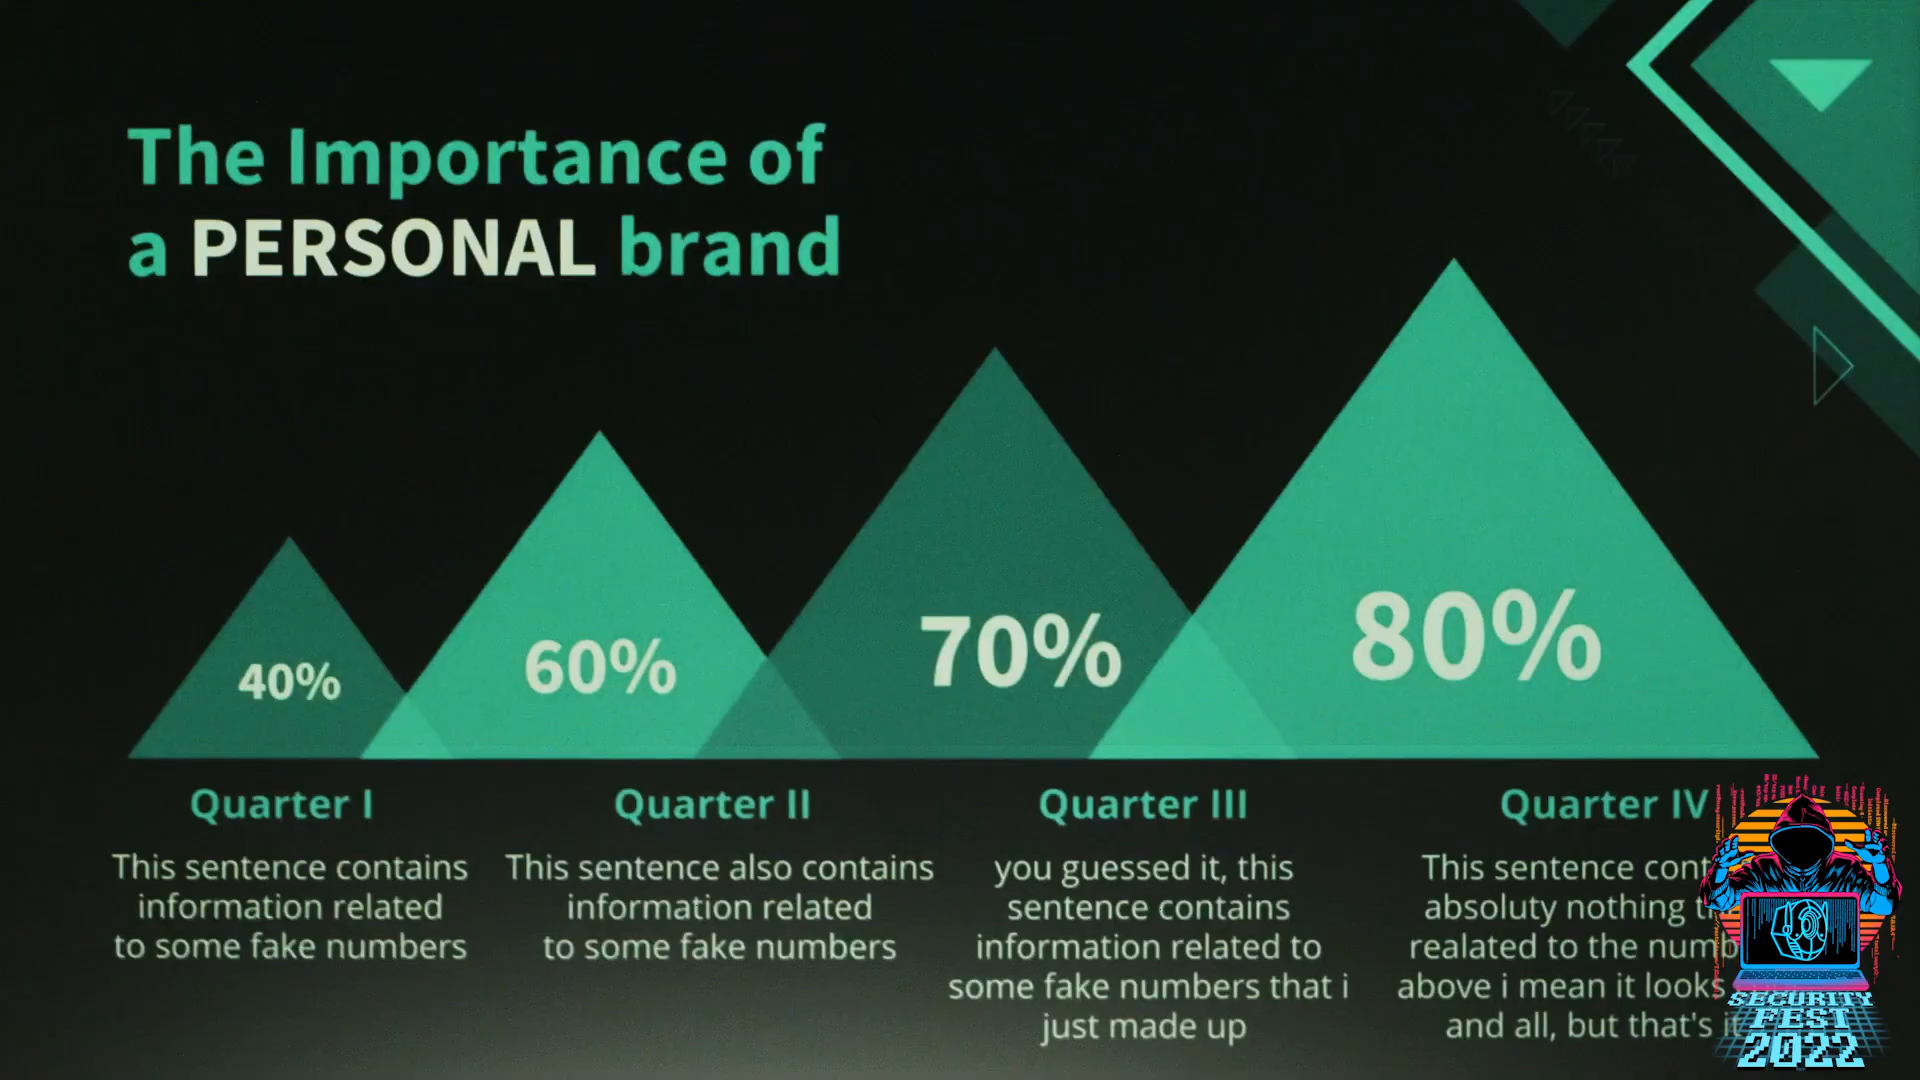 The Importance of
a PERSONAL brand
40%
60%
70%
80%
Quarter I
This sentence contains
information related
to some fake numbers
Quarter II
This sentence also contains
information related
to some fake numbers
Quarter III
you guessed it, this
sentence contains
information related to
some fake numbers that i
just made up
Quarter IV
This sentence
absoluty nothing
realated to the
above i mean it looks
and all, but that's
SECURITY
FEST
2022